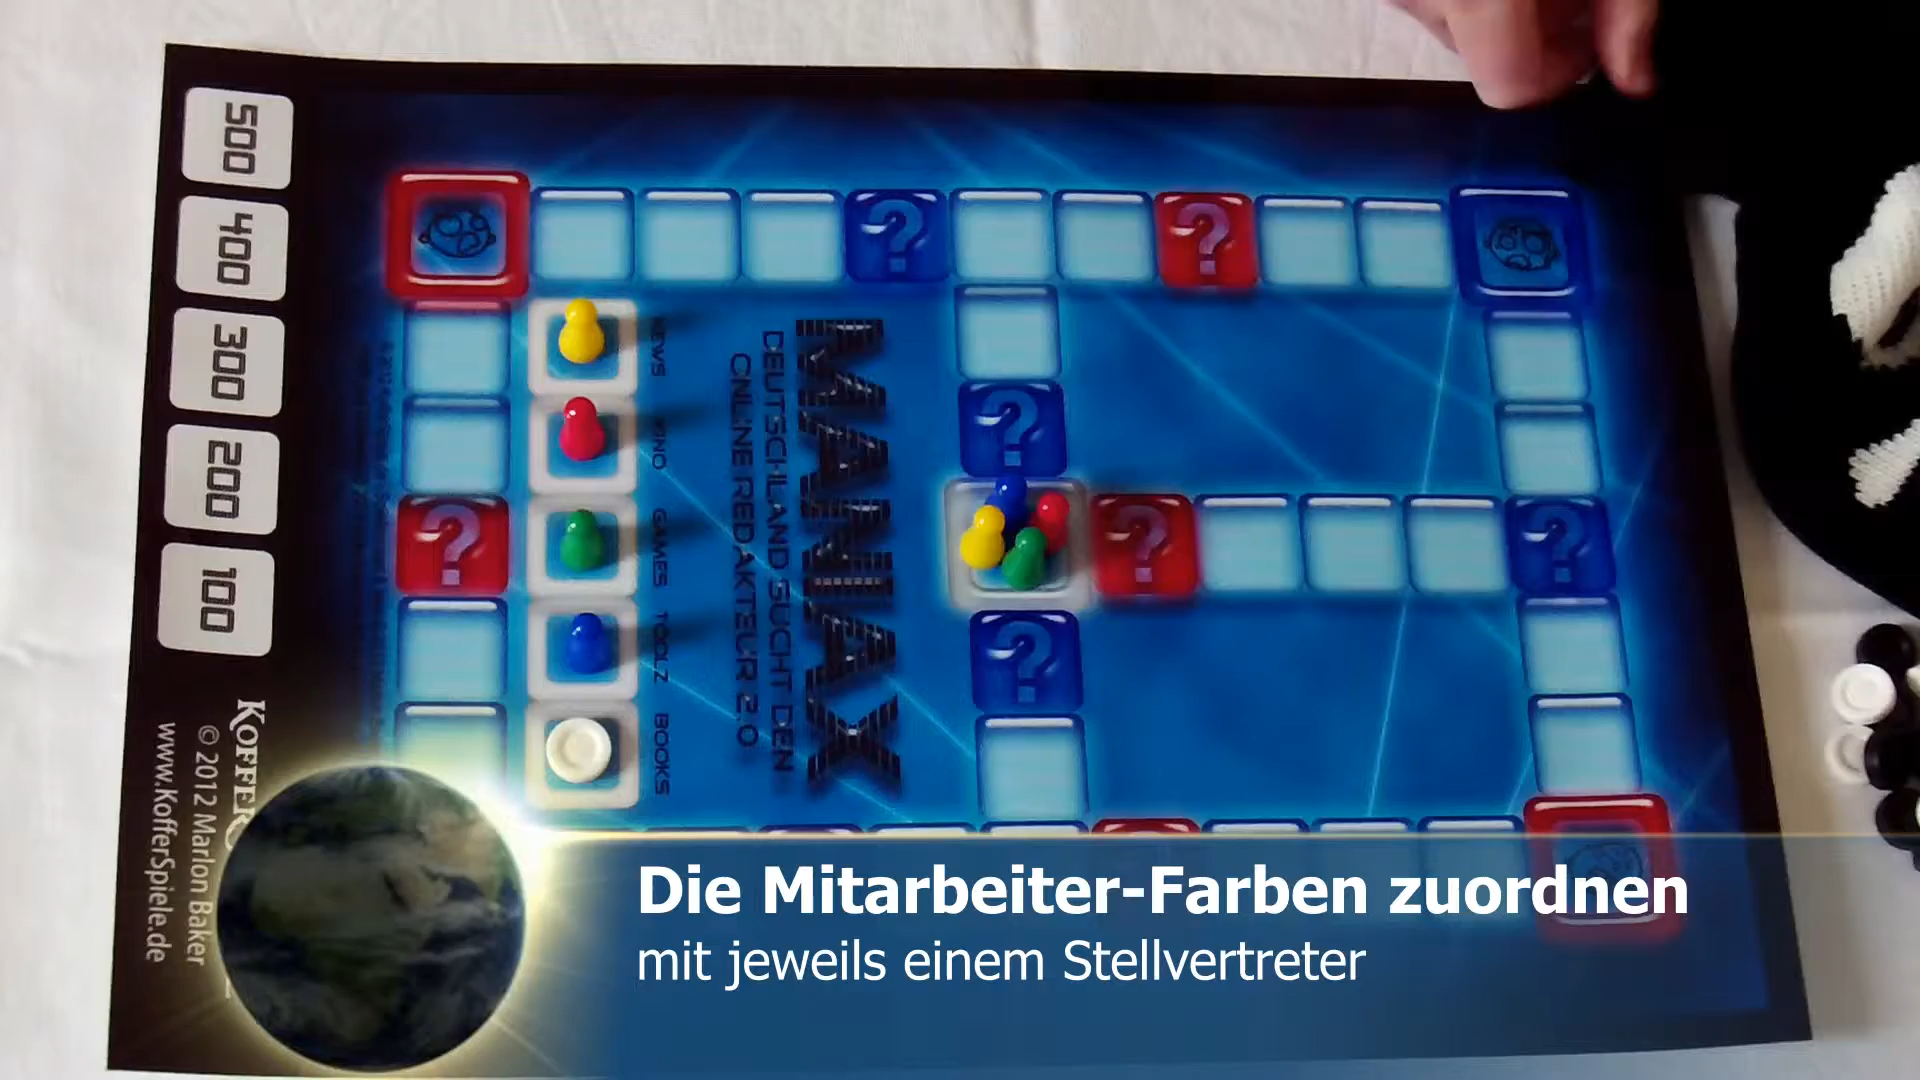 500
400
300
200
100
NEWS
KINO
GAMES
TOOLZ
BOOKS
MANIAX
DEUTSCHLAND SUCHT DEN
ONLINE REDAKTEUR 2.0
?
?
?
?
?
?
?
© 2012 Marlon Baker
www.KofferSpiele.de
Die Mitarbeiter-Farben zuordnen
mit jeweils einem Stellvertreter